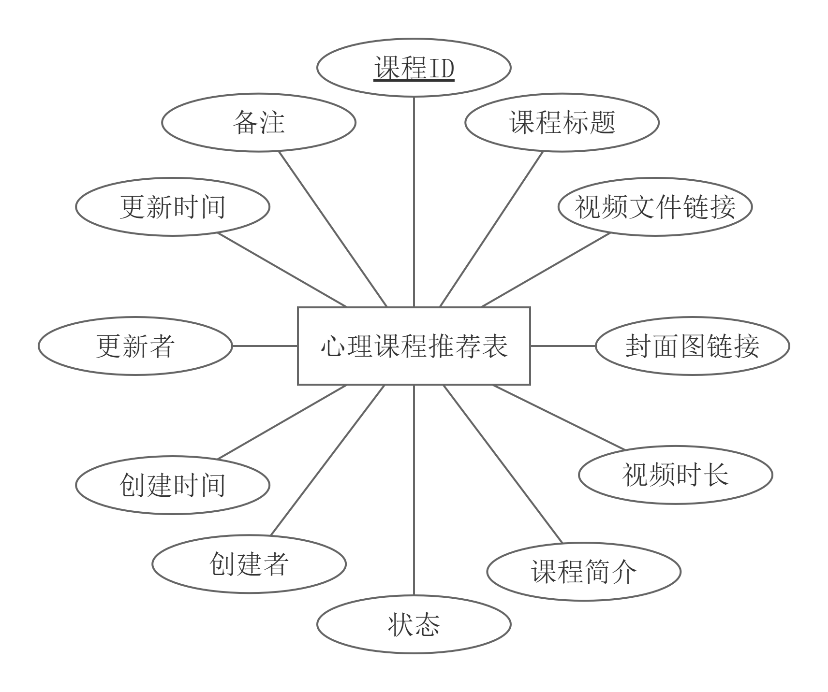 课程ID
备注
课程标题
更新时间
视频文件链接
更新者
心理课程推荐表
封面图链接
创建时间
视频时长
创建者
课程简介
状态